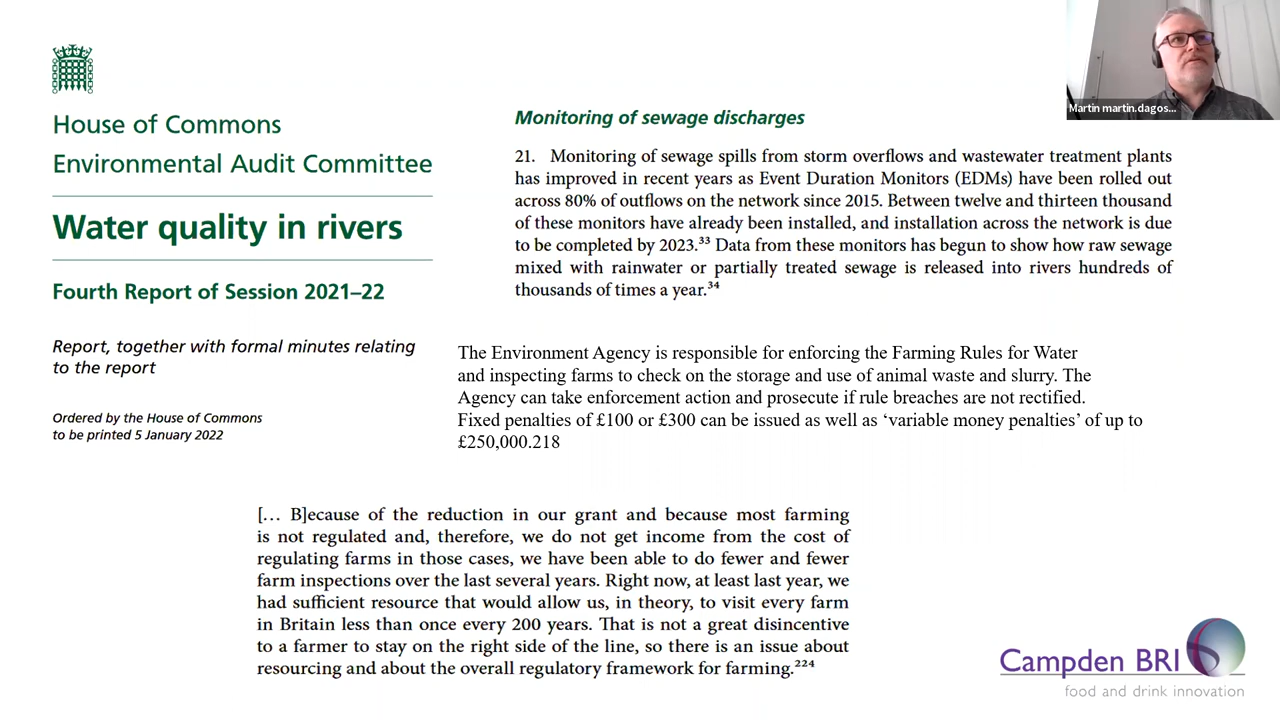 House of Commons
Environmental Audit Committee
Water quality in rivers
Fourth Report of Session 2021–22
Report, together with formal minutes relating
to the report
Ordered by the House of Commons
to be printed 5 January 2022
Monitoring of sewage discharges
21. Monitoring of sewage spills from storm overflows and wastewater treatment plants
has improved in recent years as Event Duration Monitors (EDMs) have been rolled out
across 80% of outflows on the network since 2015. Between twelve and thirteen thousand
of these monitors have already been installed, and installation across the network is due
to be completed by 2023.³³ Data from these monitors has begun to show how raw sewage
mixed with rainwater or partially treated sewage is released into rivers hundreds of
thousands of times a year.³⁴
The Environment Agency is responsible for enforcing the Farming Rules for Water
and inspecting farms to check on the storage and use of animal waste and slurry. The
Agency can take enforcement action and prosecute if rule breaches are not rectified.
Fixed penalties of £100 or £300 can be issued as well as ‘variable money penalties’ of up to
£250,000.218
[… B]ecause of the reduction in our grant and because most farming
is not regulated and, therefore, we do not get income from the cost of
regulating farms in those cases, we have been able to do fewer and fewer
farm inspections over the last several years. Right now, at least last year, we
had sufficient resource that would allow us, in theory, to visit every farm
in Britain less than once every 200 years. That is not a great disincentive
to a farmer to stay on the right side of the line, so there is an issue about
resourcing and about the overall regulatory framework for farming.²²⁴
Martin martin.dagos...
Campden BRI
food and drink innovation